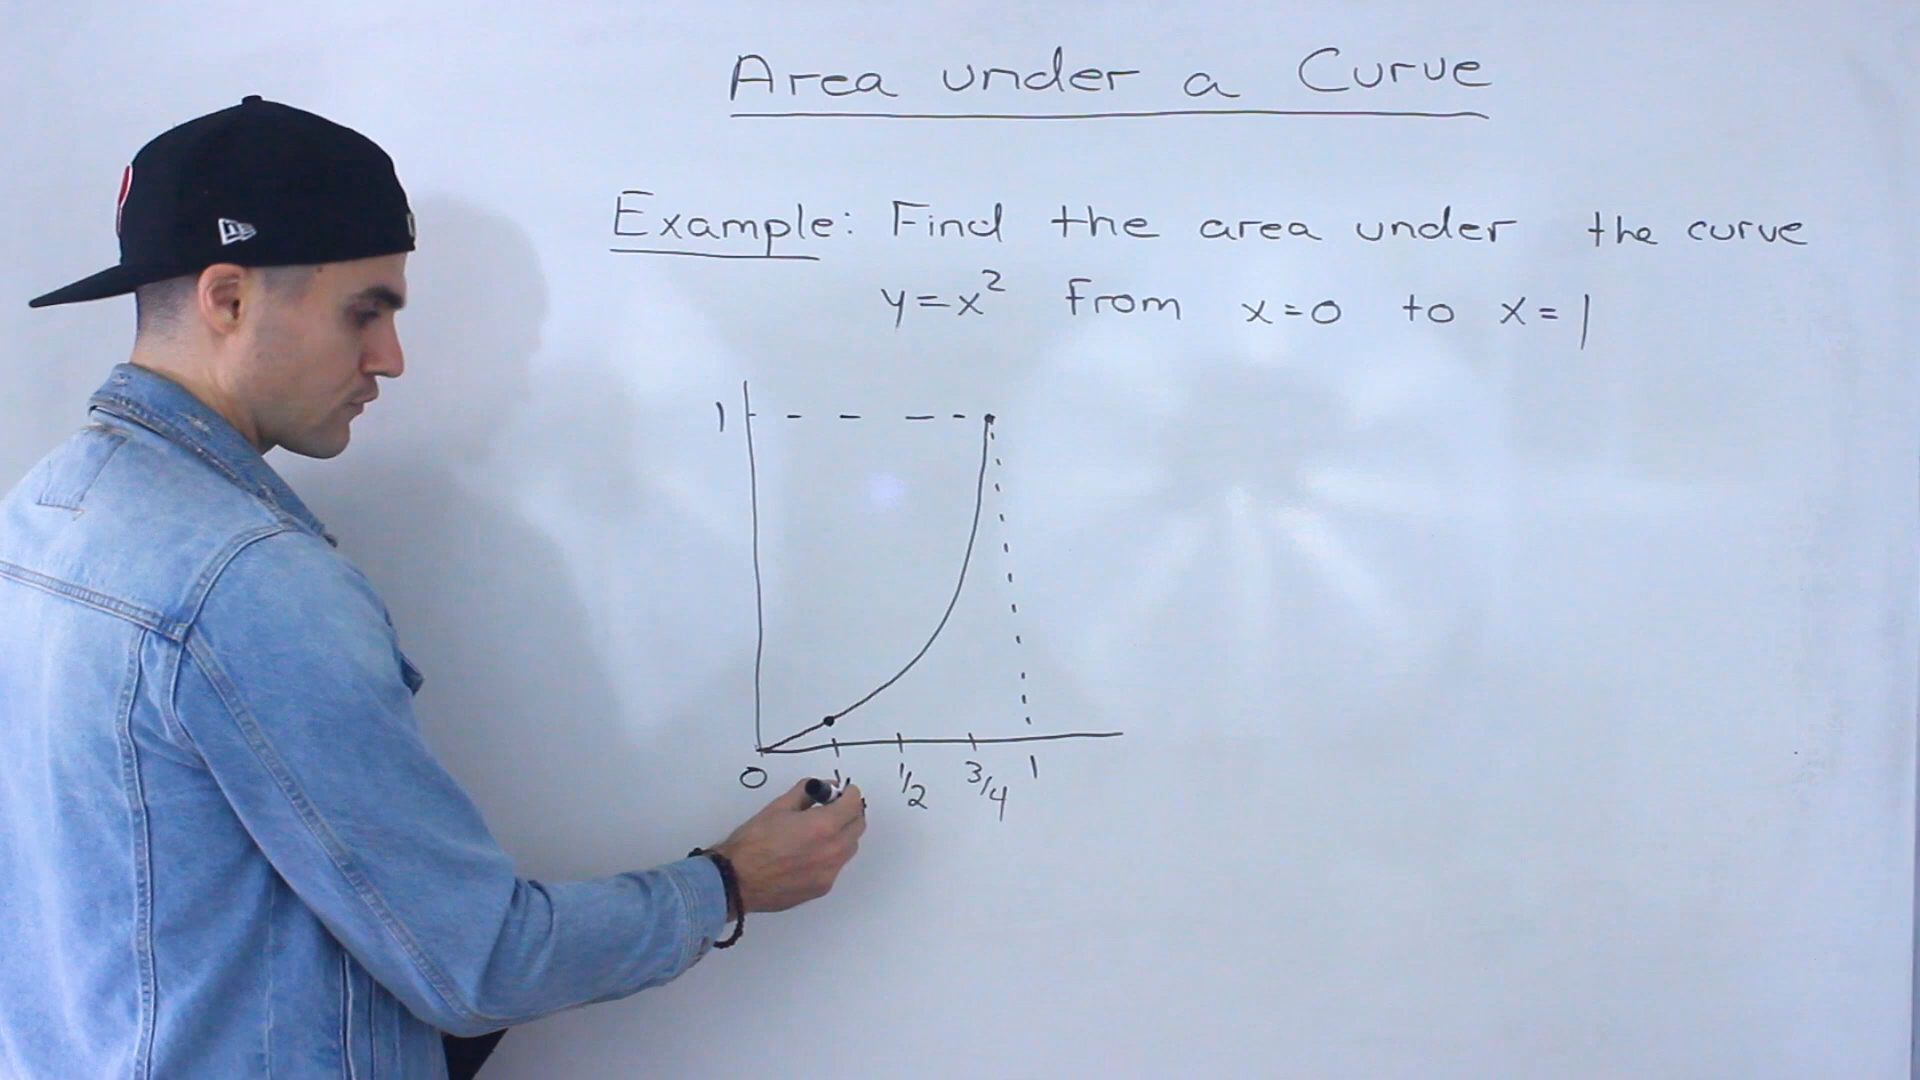 Area under a Curve
Example: Find the area under the curve
y=x² from x=0 to x=1
1
0 1/2 3/4 1